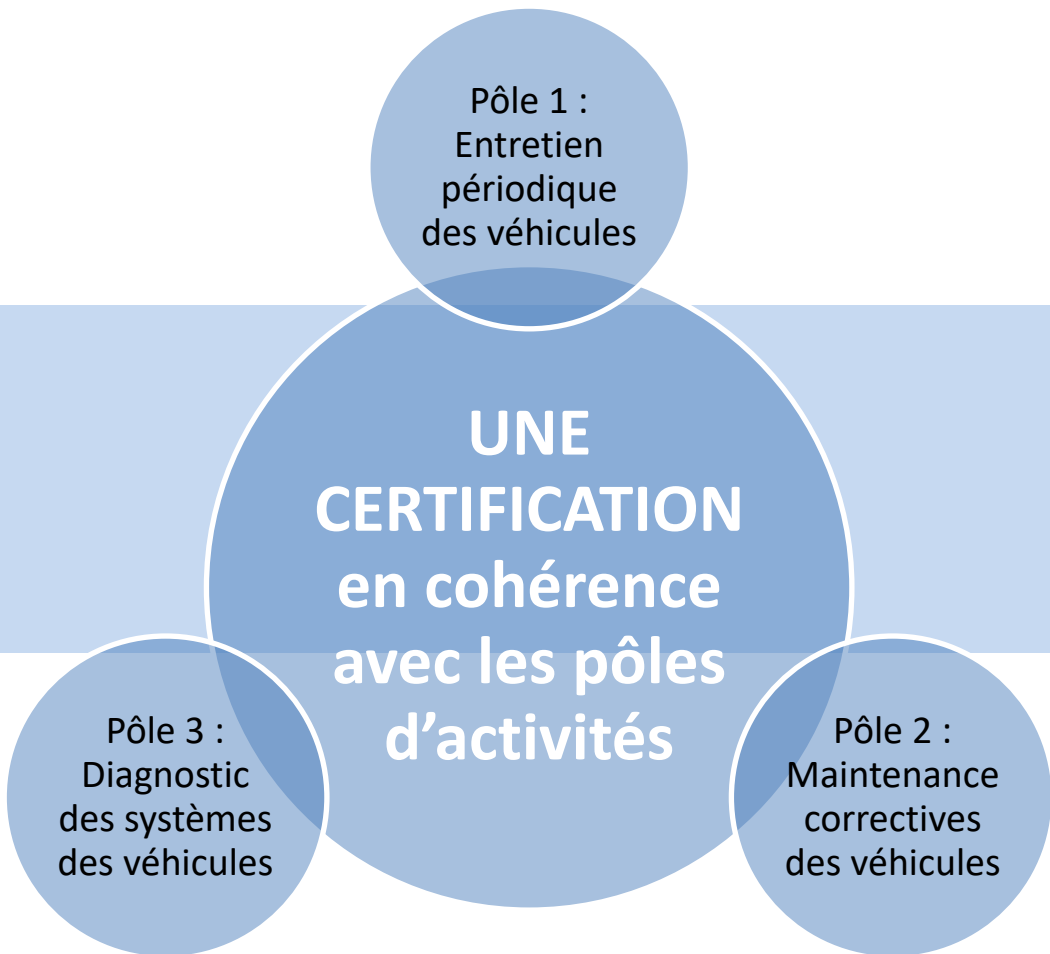 Pôle 1 :
Entretien
périodique
des véhicules
UNE
CERTIFICATION
en cohérence
avec les pôles
d’activités
Pôle 3 :
Diagnostic
des systèmes
des véhicules
Pôle 2 :
Maintenance
correctives
des véhicules